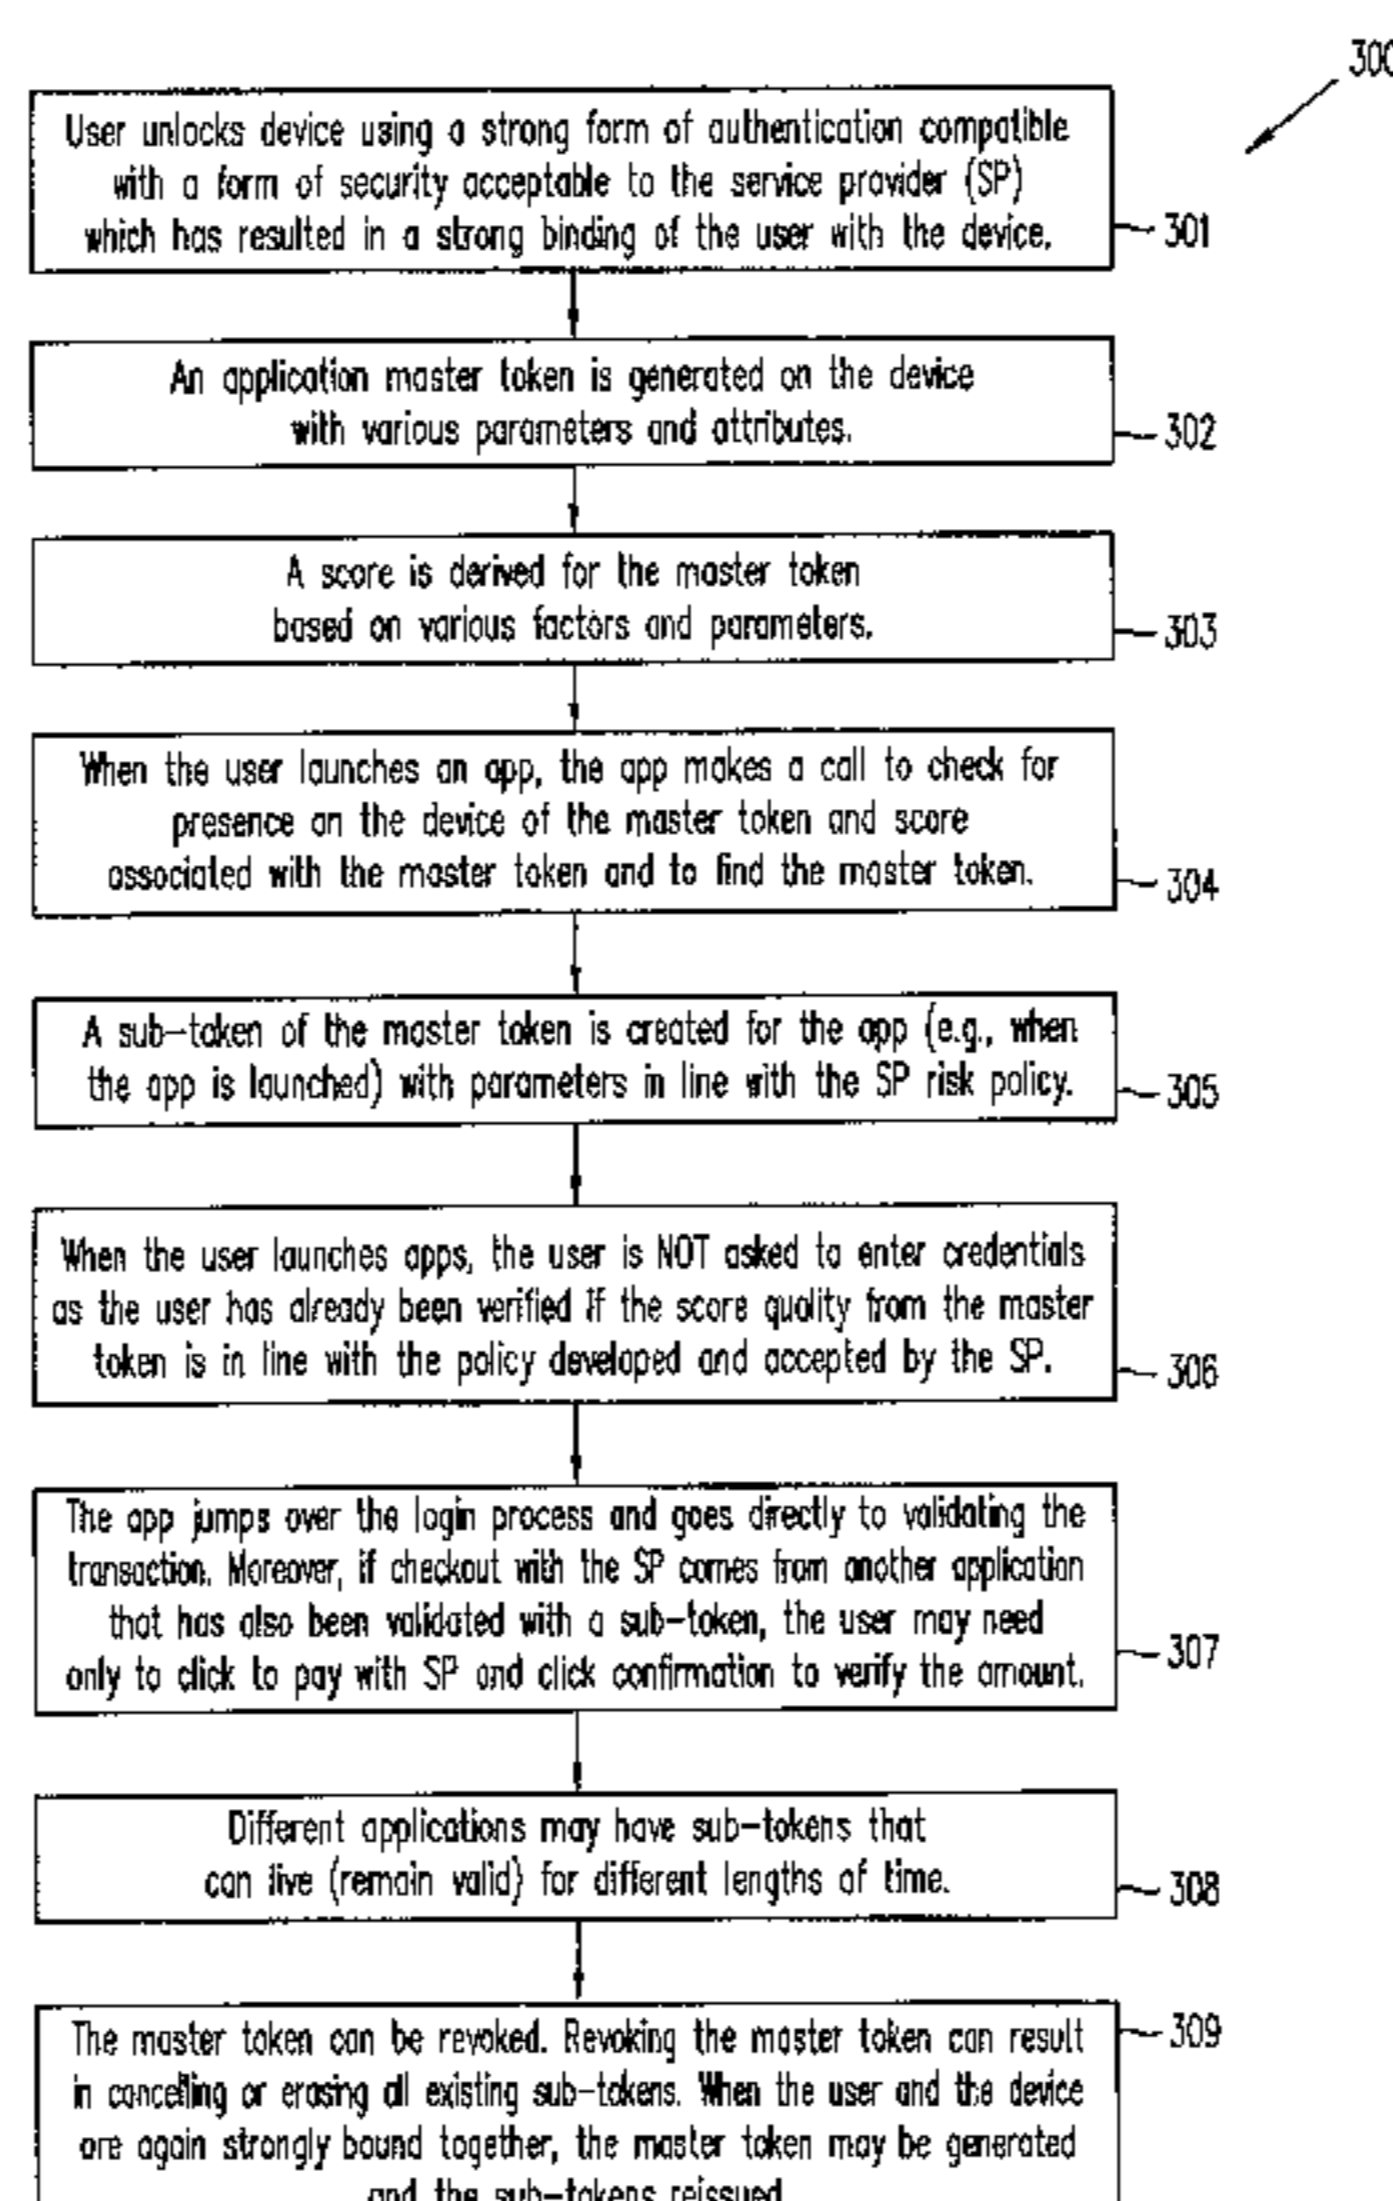 300
User unlocks device using a strong form of authentication compatible
with a form of security acceptable to the service provider (SP)
which has resulted in a strong binding of the user with the device.
301
An application master token is generated on the device
with various parameters and attributes.
302
A score is derived for the master token
based on various factors and parameters.
303
When the user launches an app, the app makes a call to check for
presence on the device of the master token and score
associated with the master token and to find the master token.
304
A sub-token of the master token is created for the app (e.g., when
the app is launched) with parameters in line with the SP risk policy.
305
When the user launches apps, the user is NOT asked to enter credentials
as the user has already been verified if the score quality from the master
token is in line with the policy developed and accepted by the SP.
306
The app jumps over the login process and goes directly to validating the
transaction. Moreover, if checkout with the SP comes from another application
that has also been validated with a sub-token, the user may need
only to click to pay with SP and click confirmation to verify the amount.
307
Different applications may have sub-tokens that
can live (remain valid) for different lengths of time.
308
The master token can be revoked. Revoking the master token can result
in cancelling or erasing all existing sub-tokens. When the user and the device
are again strongly bound together, the master token may be generated
and the sub-tokens reissued
309